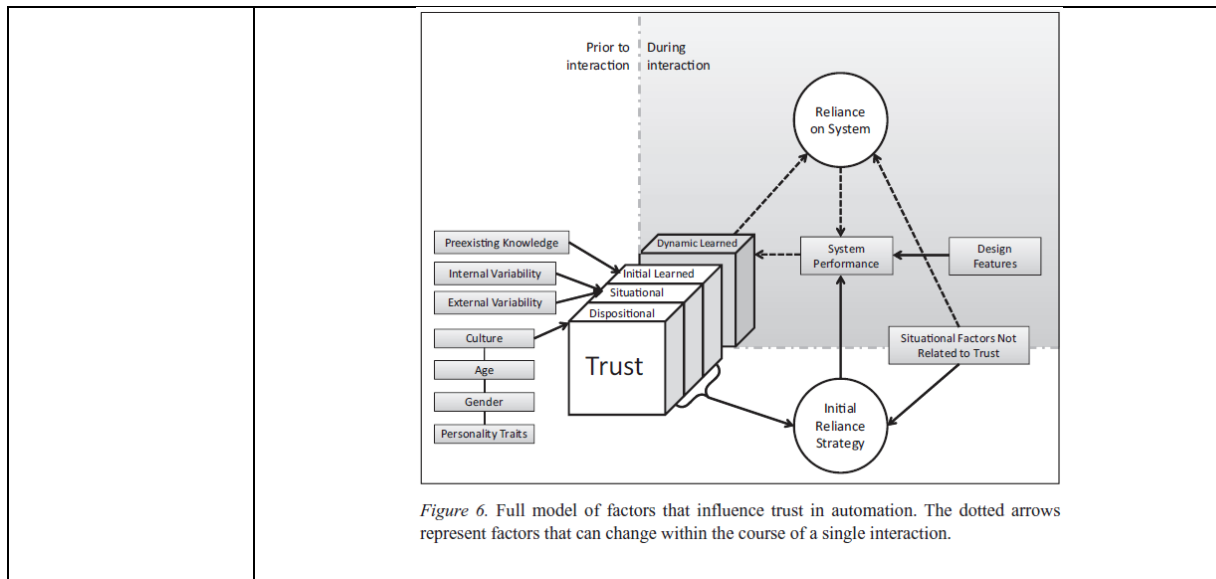 Prior to
interaction
During
interaction
Reliance
on System
Preexisting Knowledge
Internal Variability
External Variability
Culture
Age
Gender
Personality Traits
Dynamic Learned
Initial Learned
Situational
Dispositional
Trust
System
Performance
Design
Features
Situational Factors Not
Related to Trust
Initial
Reliance
Strategy
Figure 6. Full model of factors that influence trust in automation. The dotted arrows
represent factors that can change within the course of a single interaction.